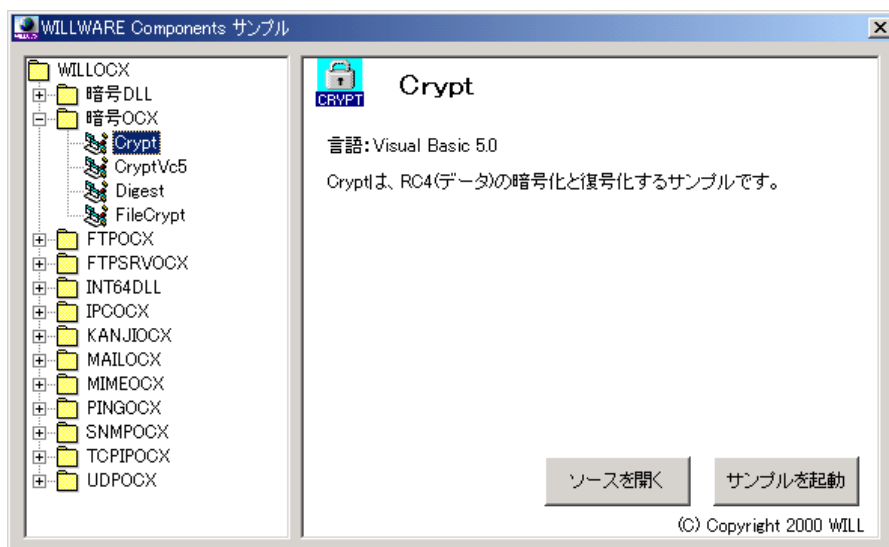 WILLWARE Components サンプル
WILLOCX
暗号DLL
暗号OCX
Crypt
CryptVc5
Digest
FileCrypt
FTPOCX
FTPSRVOCX
INT64DLL
IPCOCX
KANJIOCX
MAILOCX
MIMEOCX
PINGOCX
SNMPOCX
TCPIPOCX
UDPOCX
CRYPT
Crypt
言語: Visual Basic 5.0
Cryptは、RC4(データ)の暗号化と復号化するサンプルです。
ソースを開く
サンプルを起動
(C) Copyright 2000 WILL